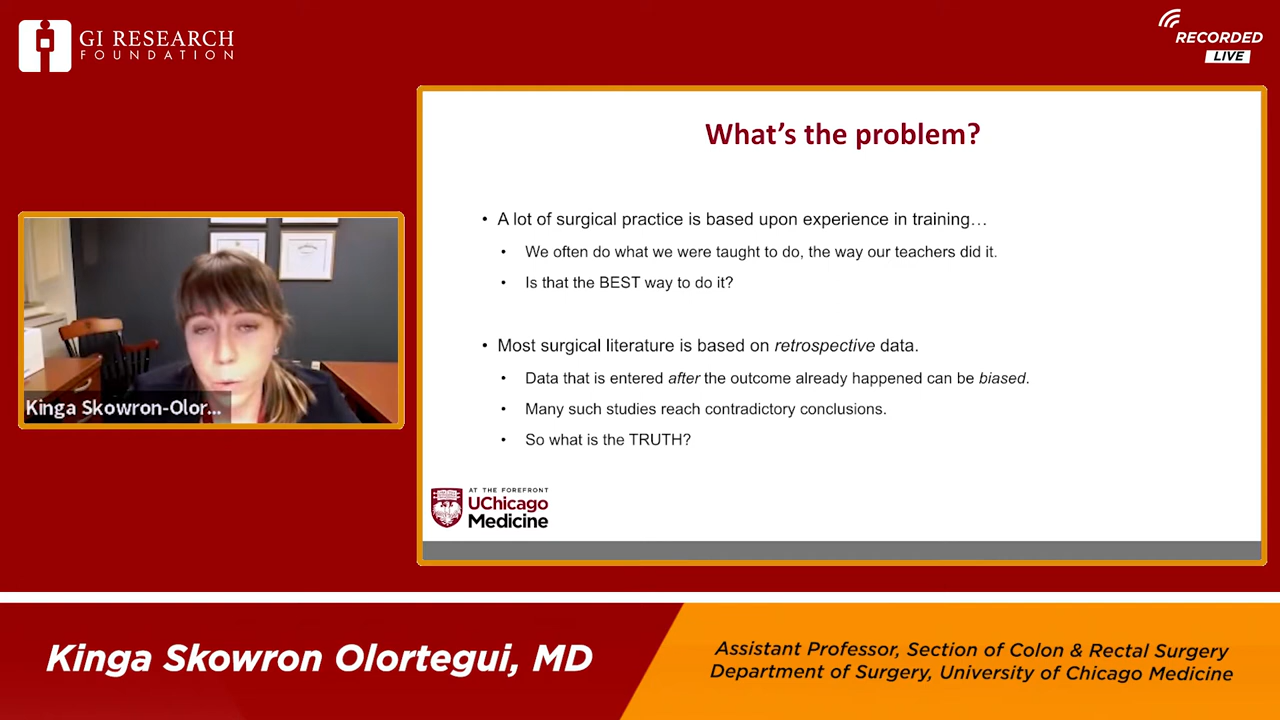 GI RESEARCH
FOUNDATION
RECORDED
LIVE
What's the problem?
• A lot of surgical practice is based upon experience in training…
• We often do what we were taught to do, the way our teachers did it.
• Is that the BEST way to do it?
• Most surgical literature is based on retrospective data.
• Data that is entered after the outcome already happened can be biased.
• Many such studies reach contradictory conclusions.
• So what is the TRUTH?
Kinga Skowron-Olor...
AT THE FOREFRONT
UChicago
Medicine
Kinga Skowron Olortegui, MD
Assistant Professor, Section of Colon & Rectal Surgery
Department of Surgery, University of Chicago Medicine